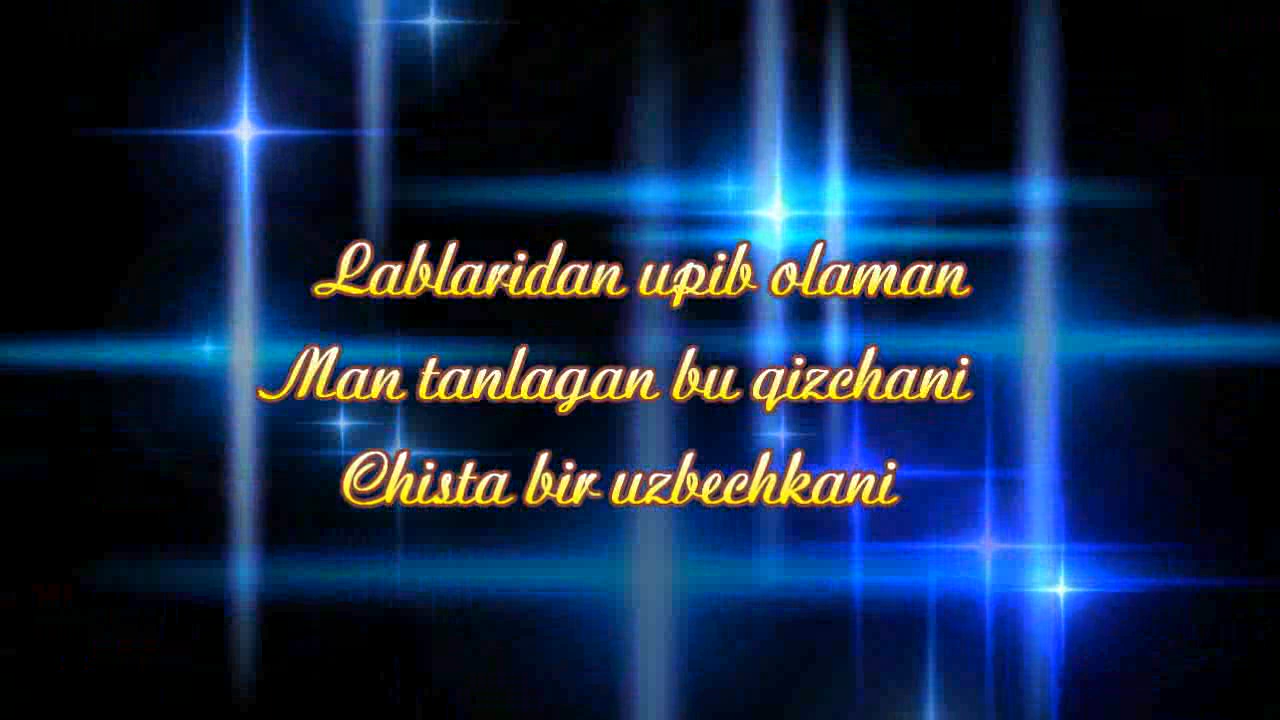 Lablaridan upib olaman
Man tanlagan bu qizchani
Chista bir uzbechkani